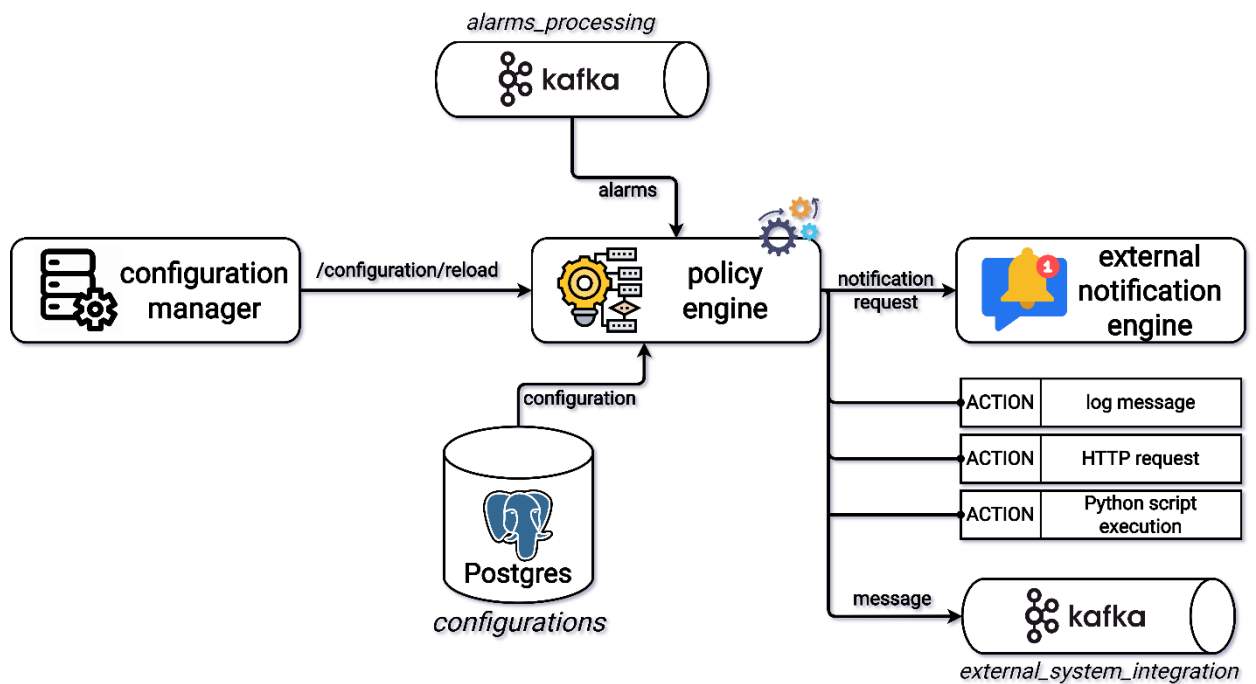 alarms_processing
kafka
alarms
configuration
manager
/configuration/reload
policy
engine
notification
request
1
external
notification
engine
configuration
Postgres
configurations
ACTION log message
ACTION HTTP request
ACTION Python script
execution
message
kafka
external_system_integration